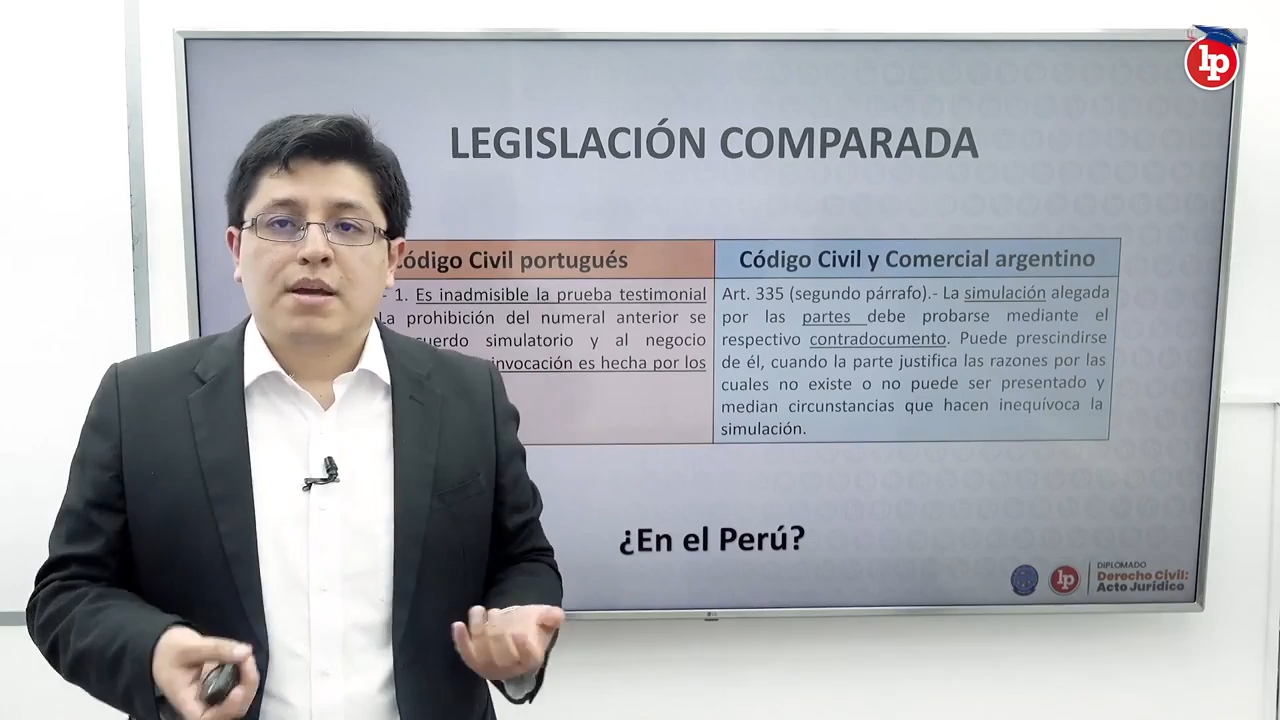 lp
LEGISLACIÓN COMPARADA
Código Civil portugués
- 1. Es inadmisible la prueba testimonial
La prohibición del numeral anterior se
cuerdo simulatorio y al negocio
invocación es hecha por los
Código Civil y Comercial argentino
Art. 335 (segundo párrafo).- La simulación alegada
por las partes debe probarse mediante el
respectivo contradocumento. Puede prescindirse
de él, cuando la parte justifica las razones por las
cuales no existe o no puede ser presentado y
median circunstancias que hacen inequívoca la
simulación.
¿En el Perú?
lp
DIPLOMADO
Derecho Civil:
Acto Jurídico
LG